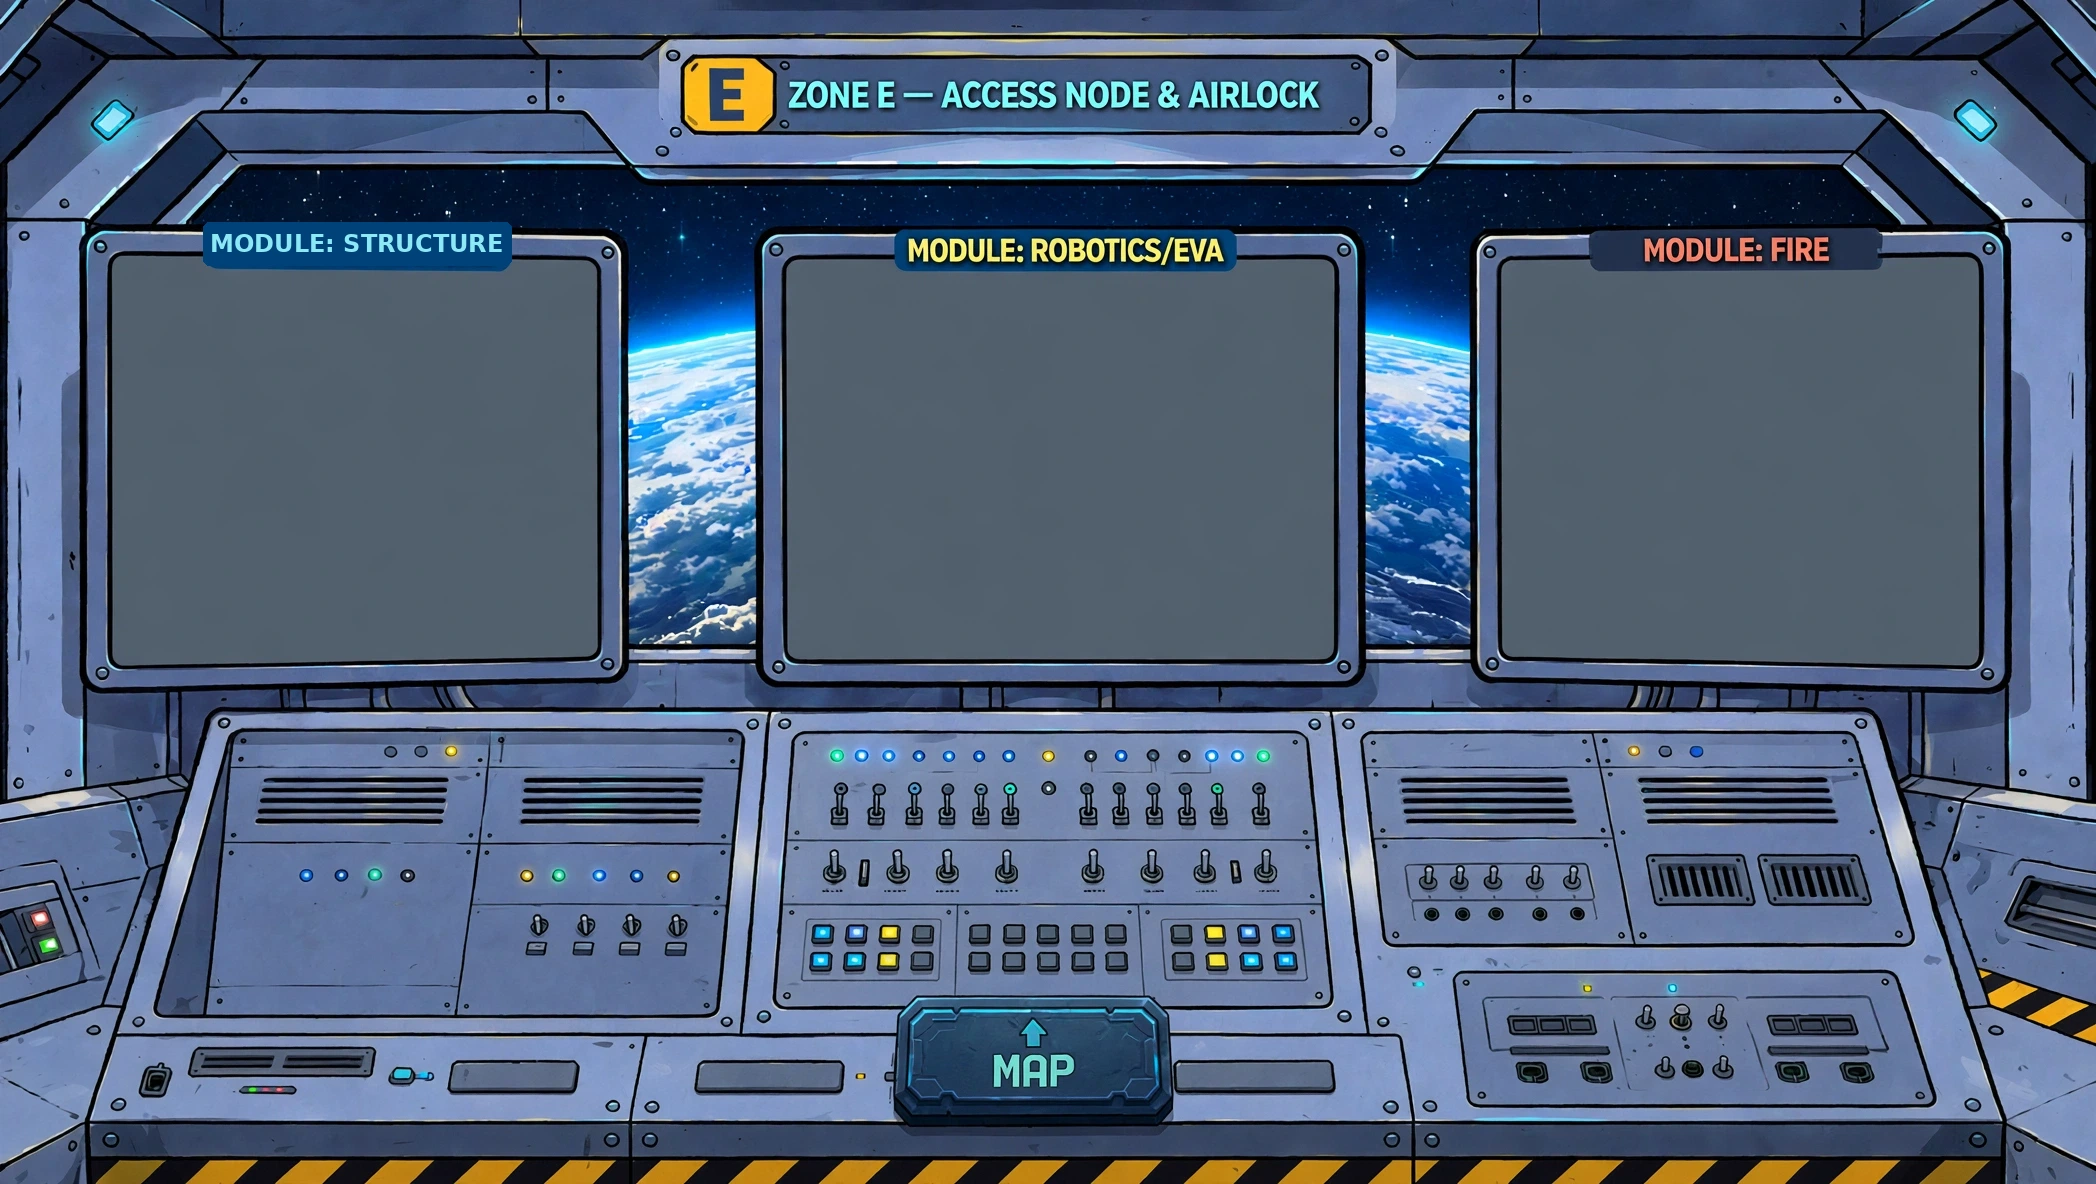 E
ZONE E — ACCESS NODE & AIRLOCK
MODULE: STRUCTURE
MODULE: ROBOTICS/EVA
MODULE: FIRE
MAP